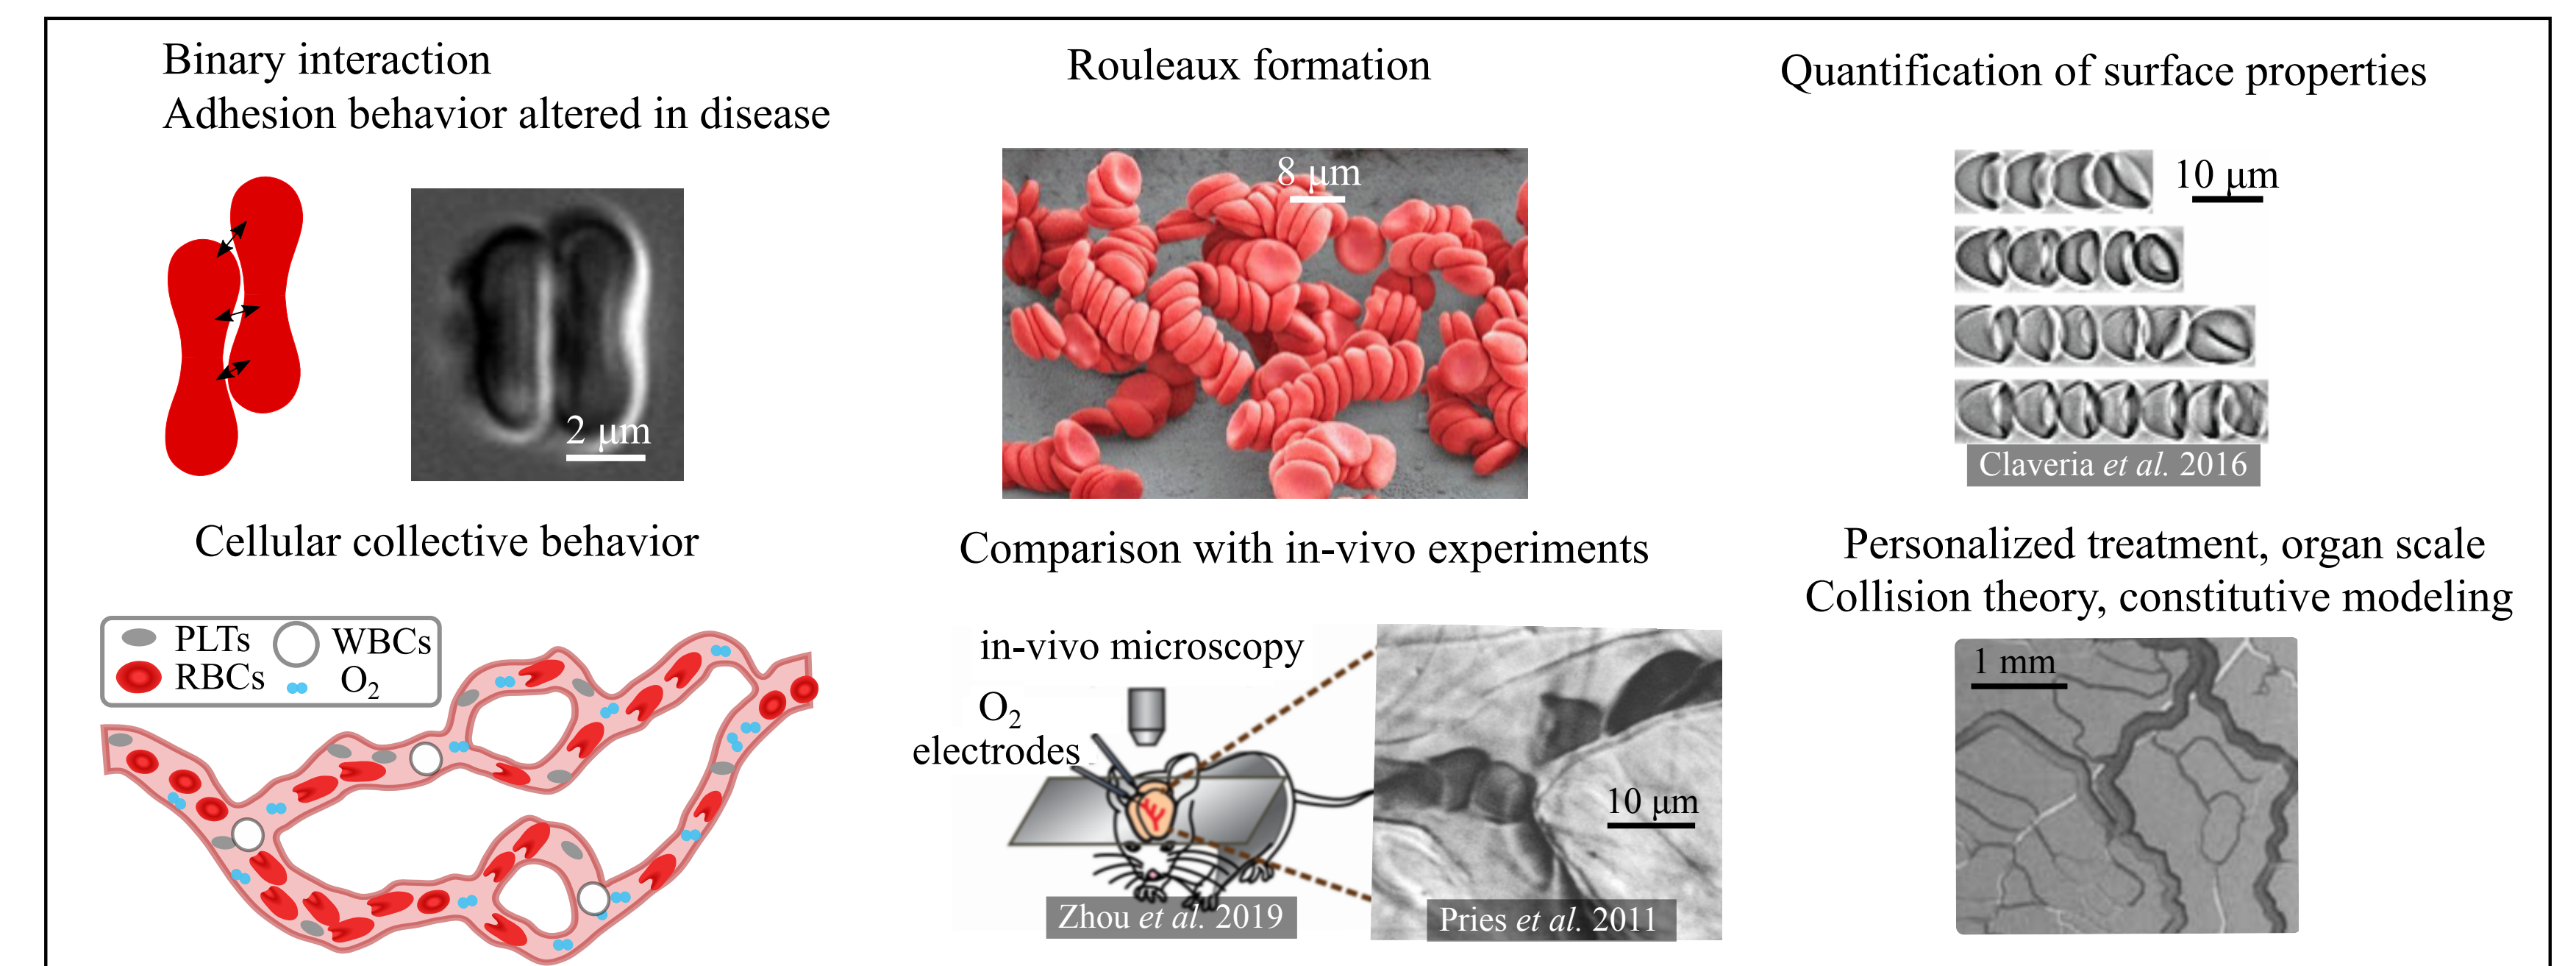 Binary interaction
Adhesion behavior altered in disease
2 μm
Rouleaux formation
8 μm
Quantification of surface properties
10 μm
Claveria et al. 2016
Cellular collective behavior
PLTs
WBCs
RBCs
O₂
Comparison with in-vivo experiments
in-vivo microscopy
O₂
electrodes
10 μm
Zhou et al. 2019
Pries et al. 2011
Personalized treatment, organ scale
Collision theory, constitutive modeling
1 mm